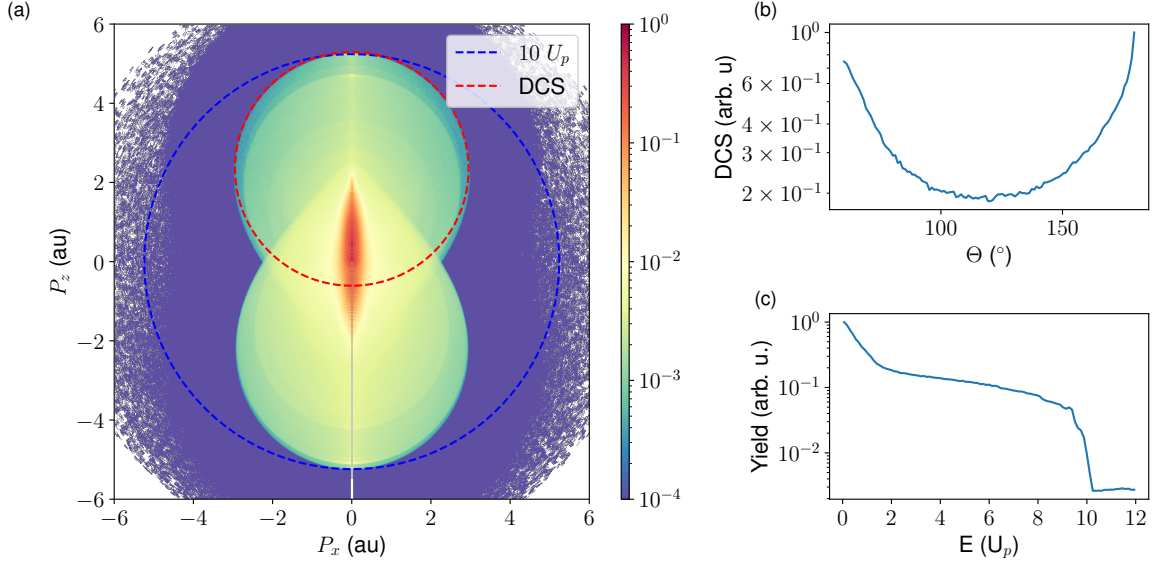 (a)
6
4
2
0
−2
−4
−6
P_z (au)
−6
−4
−2
0
2
4
6
P_x (au)
10 U_p
DCS
10^0
10^{-1}
10^{-2}
10^{-3}
10^{-4}
(b)
10^0
6 × 10^{-1}
4 × 10^{-1}
3 × 10^{-1}
2 × 10^{-1}
DCS (arb. u)
100
150
Θ (°)
(c)
10^0
10^{-1}
10^{-2}
Yield (arb. u.)
0
2
4
6
8
10
12
E (U_p)